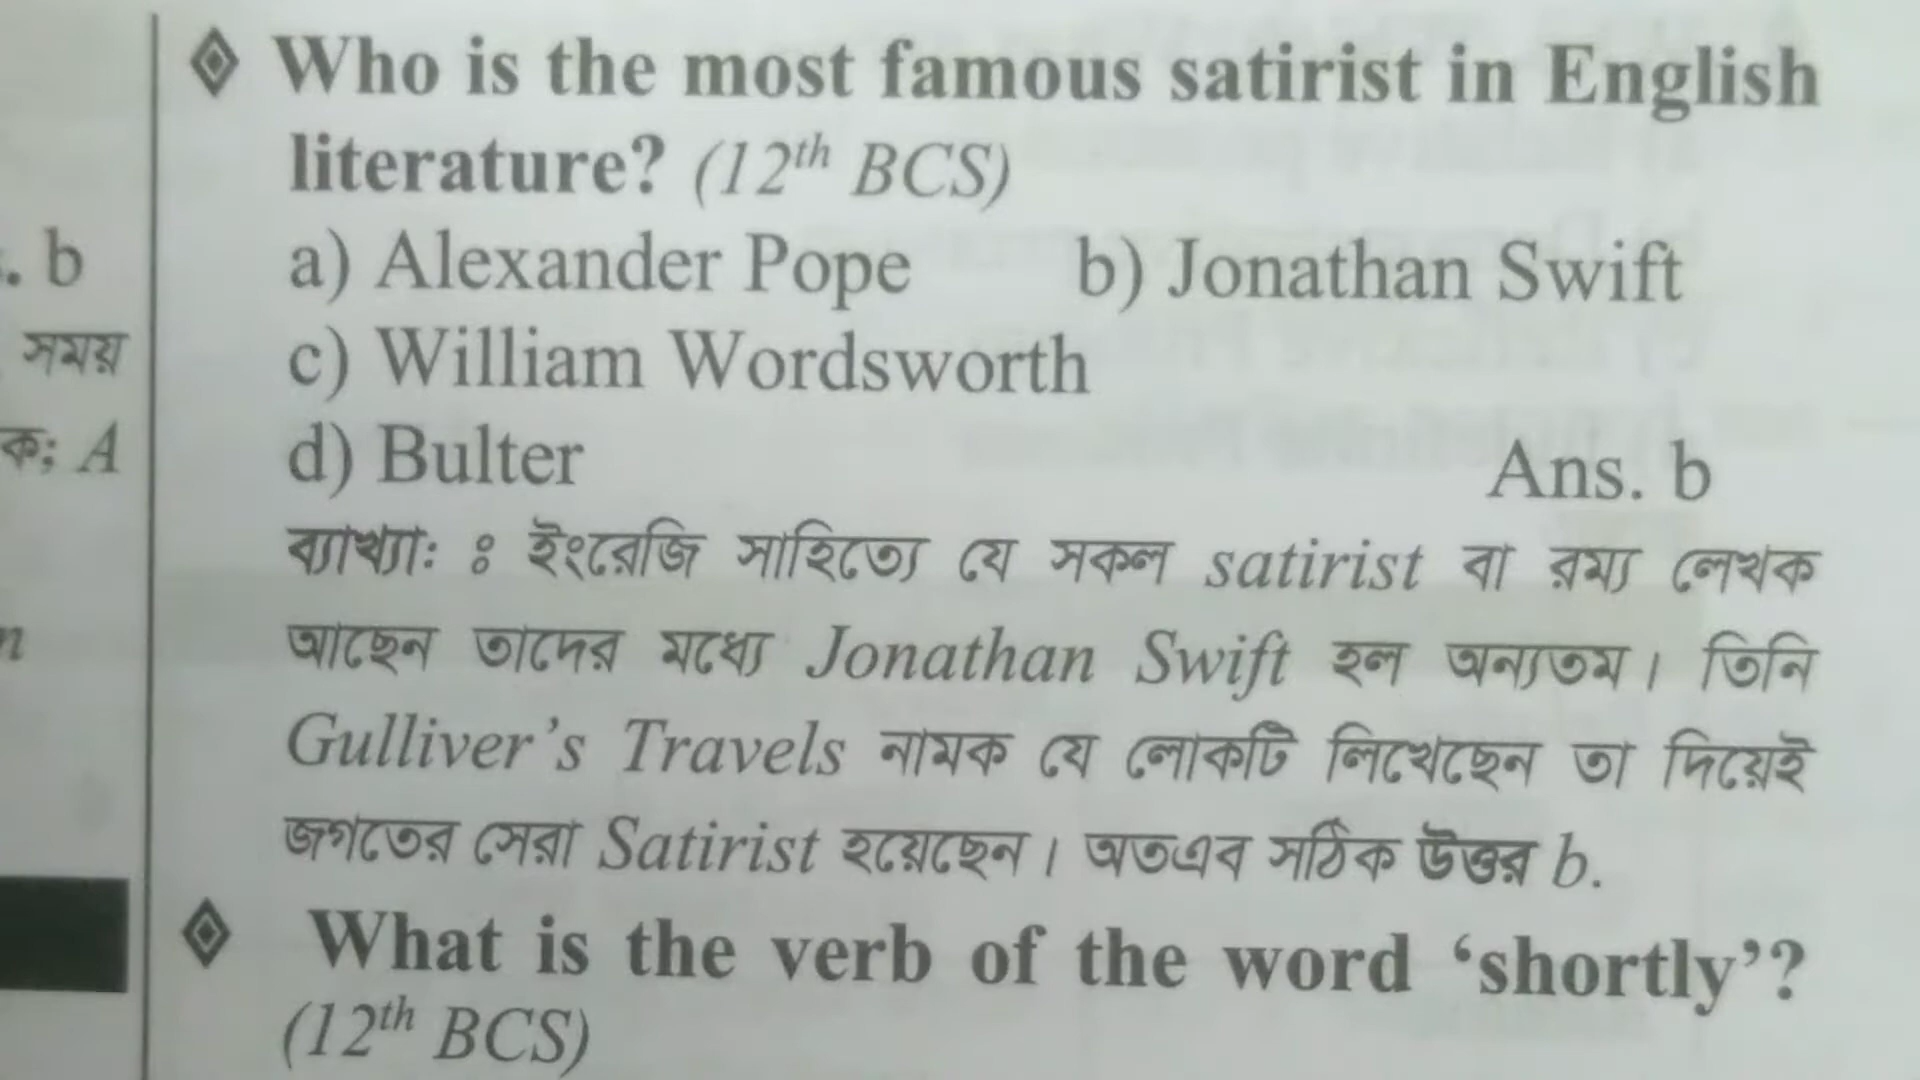 Who is the most famous satirist in English
literature? (12th BCS)
a) Alexander Pope b) Jonathan Swift
c) William Wordsworth
d) Bulter Ans. b
ব্যাখ্যাঃ ঃ ইংরেজি সাহিত্যে যে সকল satirist বা রম্য লেখক
আছেন তাদের মধ্যে Jonathan Swift হল অন্যতম। তিনি
Gulliver's Travels নামক যে লোকটি লিখেছেন তা দিয়েই
জগতের সেরা Satirist হয়েছেন। অতএব সঠিক উত্তর b.
What is the verb of the word ‘shortly’?
(12th BCS)
. b
সময়
ক; A
n